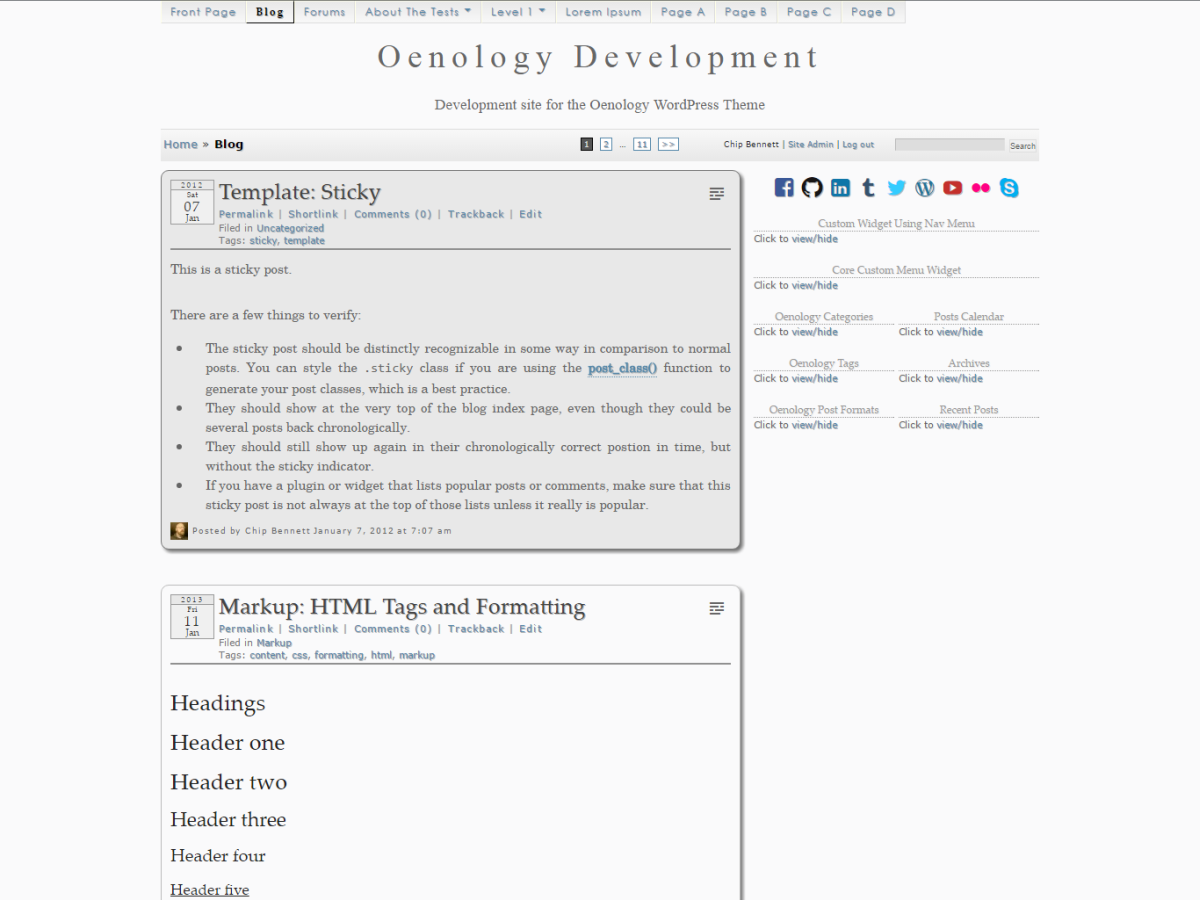 Front Page Blog Forums About The Tests Level 1 Lorem Ipsum Page A Page B Page C Page D
Oenology Development
Development site for the Oenology WordPress Theme
Home » Blog
1 2 ... 11 >>
Chip Bennett | Site Admin | Log out
Search
2012
Sat
07
Jan
Template: Sticky
Permalink | Shortlink | Comments (0) | Trackback | Edit
Filed in Uncategorized
Tags: sticky, template
This is a sticky post.
There are a few things to verify:
• The sticky post should be distinctly recognizable in some way in comparison to normal
posts. You can style the .sticky class if you are using the post_class() function to
generate your post classes, which is a best practice.
• They should show at the very top of the blog index page, even though they could be
several posts back chronologically.
• They should still show up again in their chronologically correct postion in time, but
without the sticky indicator.
• If you have a plugin or widget that lists popular posts or comments, make sure that this
sticky post is not always at the top of those lists unless it really is popular.
Posted by Chip Bennett January 7, 2012 at 7:07 am
2013
Fri
11
Jan
Markup: HTML Tags and Formatting
Permalink | Shortlink | Comments (0) | Trackback | Edit
Filed in Markup
Tags: content, css, formatting, html, markup
Headings
Header one
Header two
Header three
Header four
Header five
Custom Widget Using Nav Menu
Click to view/hide
Core Custom Menu Widget
Click to view/hide
Oenology Categories Posts Calendar
Click to view/hide Click to view/hide
Oenology Tags Archives
Click to view/hide Click to view/hide
Oenology Post Formats Recent Posts
Click to view/hide Click to view/hide